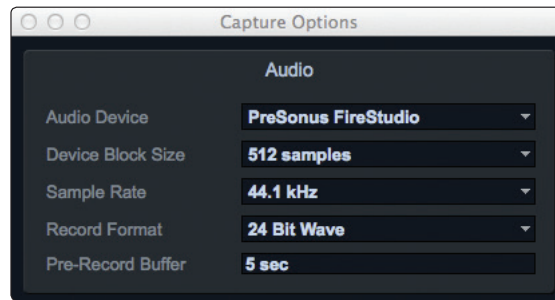 Capture Options
Audio
Audio Device PreSonus FireStudio
Device Block Size 512 samples
Sample Rate 44.1 kHz
Record Format 24 Bit Wave
Pre-Record Buffer 5 sec